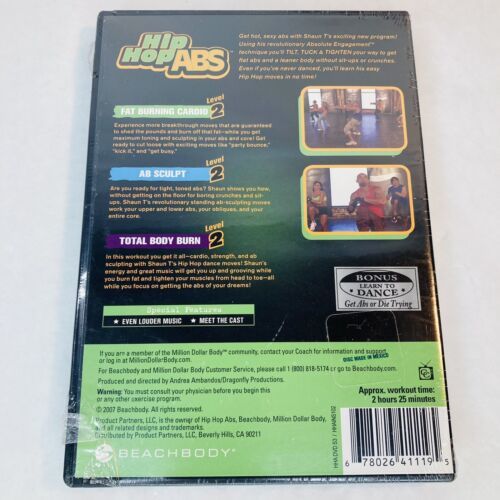 Hip
Hop ABS™
Get hot, sexy abs with Shaun T's exciting new program!
Using his revolutionary Absolute Engagement™
technique you'll TILT, TUCK & TIGHTEN your way to get
flat abs and a leaner body without sit-ups or crunches.
Even if you've never danced, you'll learn his easy
Hip Hop moves in no time!
FAT BURNING CARDIO Level 2
Experience more breakthrough moves that are guaranteed
to shed the pounds and burn off that fat—while you get
maximum toning and sculpting in your abs and core! Get
ready to cut loose with exciting moves like "party bounce,"
"kick it," and "get busy."
AB SCULPT Level 2
Are you ready for tight, toned abs? Shaun shows you how,
without getting on the floor for boring crunches and sit-
ups. Shaun T's revolutionary standing ab-sculpting moves
work your upper and lower abs, your obliques, and your
entire core.
TOTAL BODY BURN Level 2
In this workout you get it all—cardio, strength, and ab
sculpting with Shaun T's Hip Hop dance moves! Shaun's
energy and great music will get you up and grooving while
you burn fat and tighten your muscles from head to toe—all
while you focus on getting the abs of your dreams!
BONUS
LEARN TO
DANCE
Get Abs or Die Trying
Special Features
★ EVEN LOUDER MUSIC ★ MEET THE CAST
If you are a member of the Million Dollar Body™ community, contact your Coach for information and support,
or log in at
MillionDollarBody.com.
DISC MADE IN MEXICO
For Beachbody and Million Dollar Body Customer Service, please call 1 (800) 818-5174 or go to Beachbody.com.
Produced and directed by Andrea Ambandos/Dragonfly Productions.
CC
Warning: You must consult your physician before you begin this
or any other exercise program.
Approx. workout time:
2 hours 25 minutes
© 2007 Beachbody. All rights reserved.
Product Partners, LLC, is the owner of Hip Hop Abs, Beachbody, Million Dollar Body,
and all related designs and trademarks.
Distributed by Product Partners, LLC, Beverly Hills, CA 90211
BEACHBODY®
6 78026 41119 5